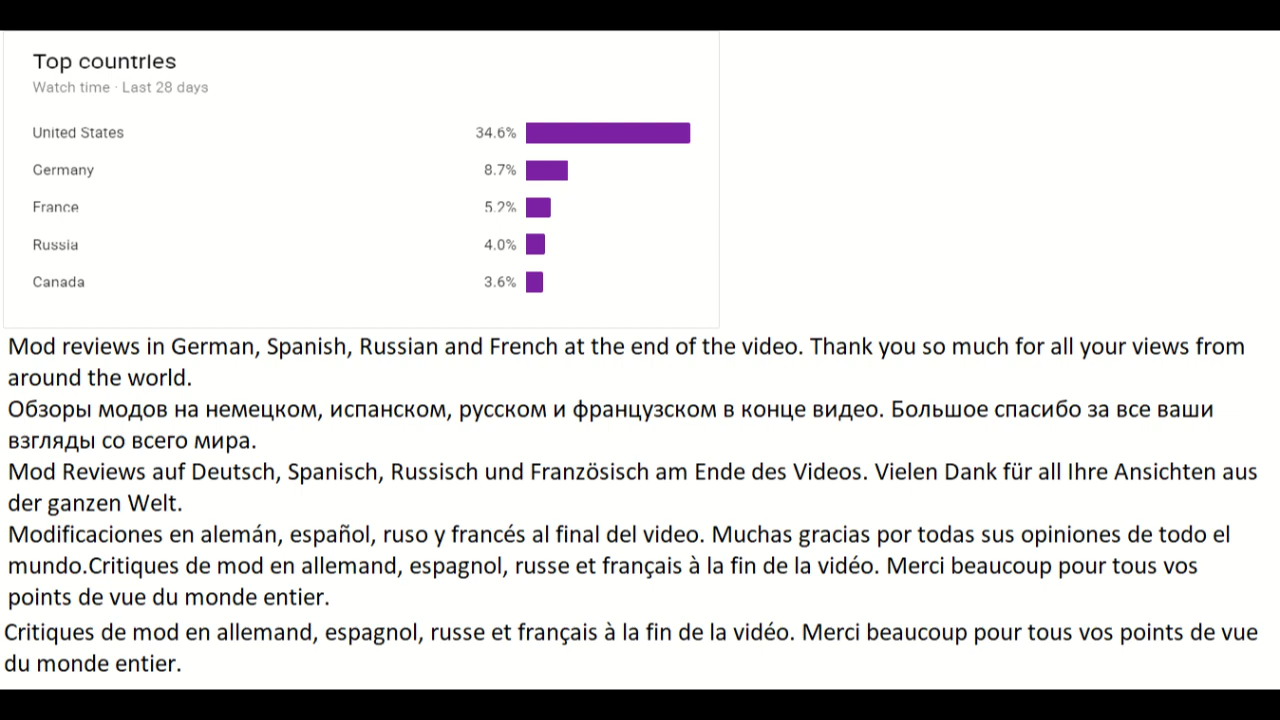 Top countries
Watch time · Last 28 days
United States 34.6%
Germany 8.7%
France 5.2%
Russia 4.0%
Canada 3.6%
Mod reviews in German, Spanish, Russian and French at the end of the video. Thank you so much for all your views from
around the world.
Обзоры модов на немецком, испанском, русском и французском в конце видео. Большое спасибо за все ваши
взгляды со всего мира.
Mod Reviews auf Deutsch, Spanisch, Russisch und Französisch am Ende des Videos. Vielen Dank für all Ihre Ansichten aus
der ganzen Welt.
Modificaciones en alemán, español, ruso y francés al final del video. Muchas gracias por todas sus opiniones de todo el
mundo.Critiques de mod en allemand, espagnol, russe et français à la fin de la vidéo. Merci beaucoup pour tous vos
points de vue du monde entier.
Critiques de mod en allemand, espagnol, russe et français à la fin de la vidéo. Merci beaucoup pour tous vos points de vue
du monde entier.